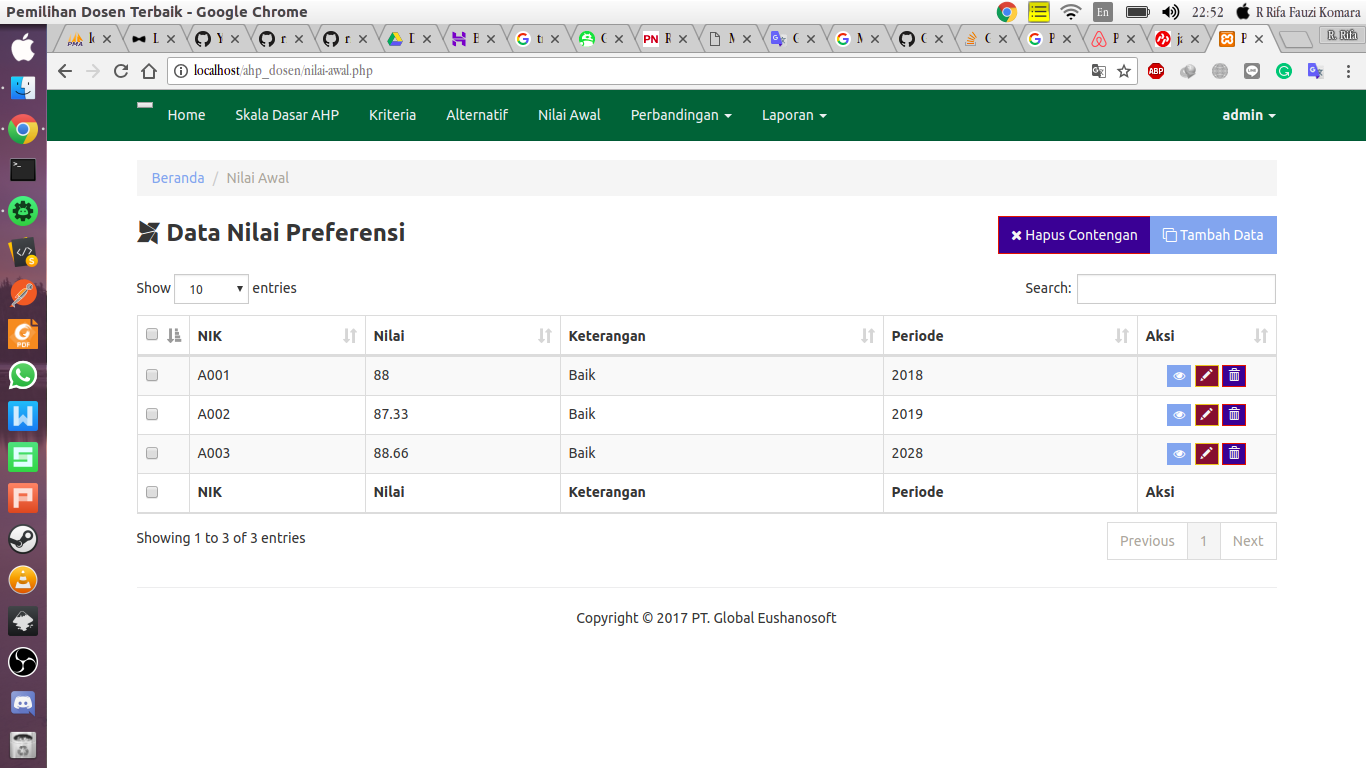 Pemilihan Dosen Terbaik - Google Chrome
En
22:52
R Rifa Fauzi Komara
R. Rifa
localhost/ahp_dosen/nilai-awal.php
ABP
Home
Skala Dasar AHP
Kriteria
Alternatif
Nilai Awal
Perbandingan
Laporan
admin
Beranda / Nilai Awal
Data Nilai Preferensi
Hapus Contengan
Tambah Data
Show 10 entries
Search:
NIK Nilai Keterangan Periode Aksi
A001 88 Baik 2018
A002 87.33 Baik 2019
A003 88.66 Baik 2028
NIK Nilai Keterangan Periode Aksi
Showing 1 to 3 of 3 entries
Previous 1 Next
Copyright © 2017 PT. Global Eushanosoft